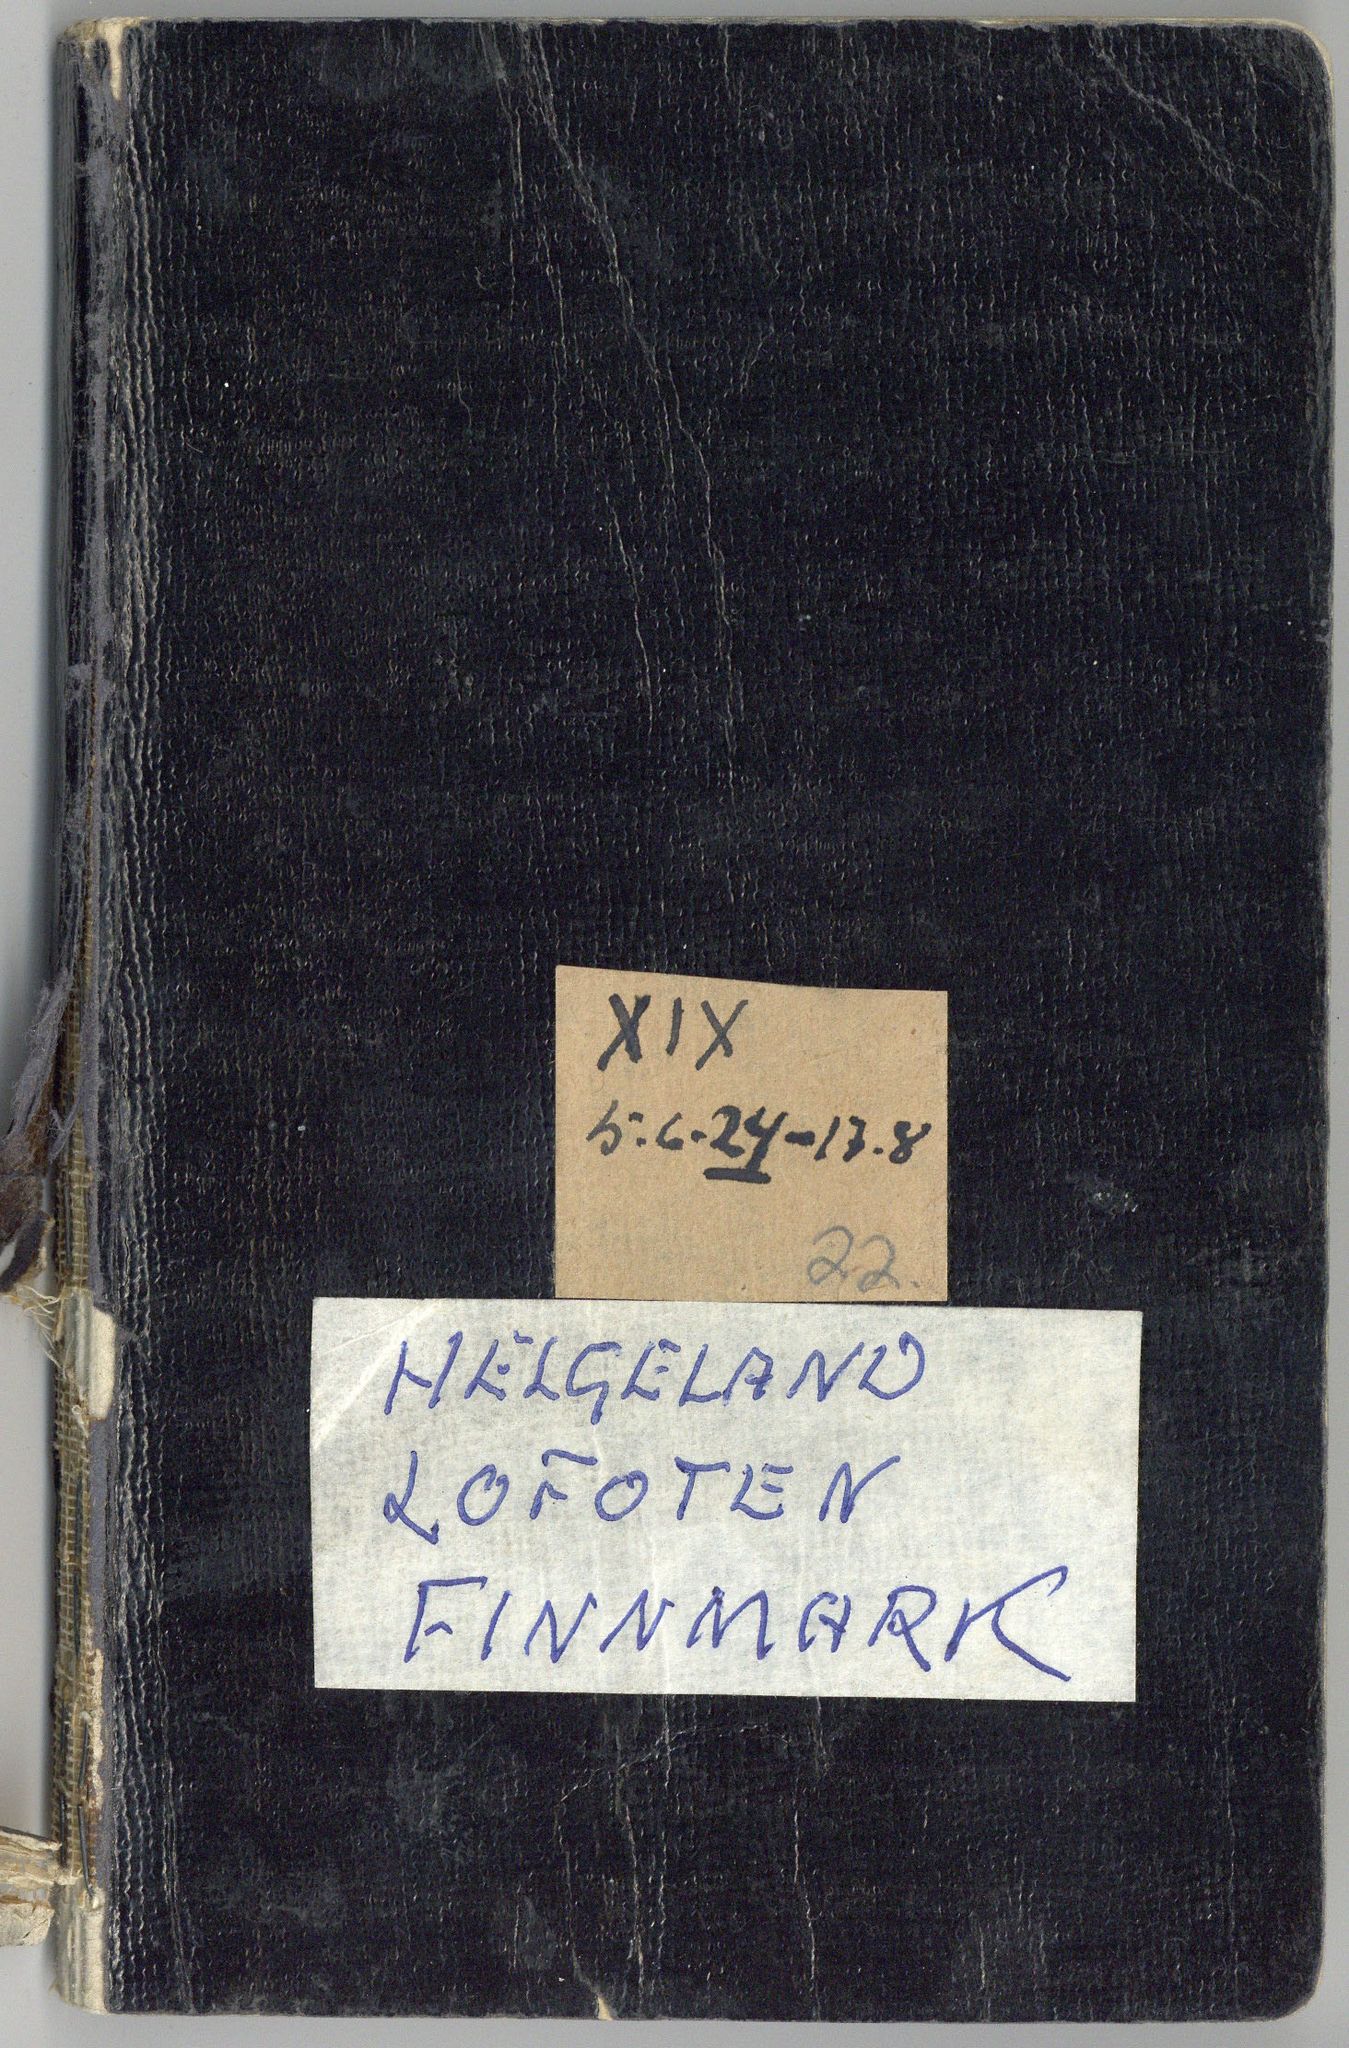 XIX
5.6.24-13.8
22.
HELGELAND
LOFOTEN
FINNMARK